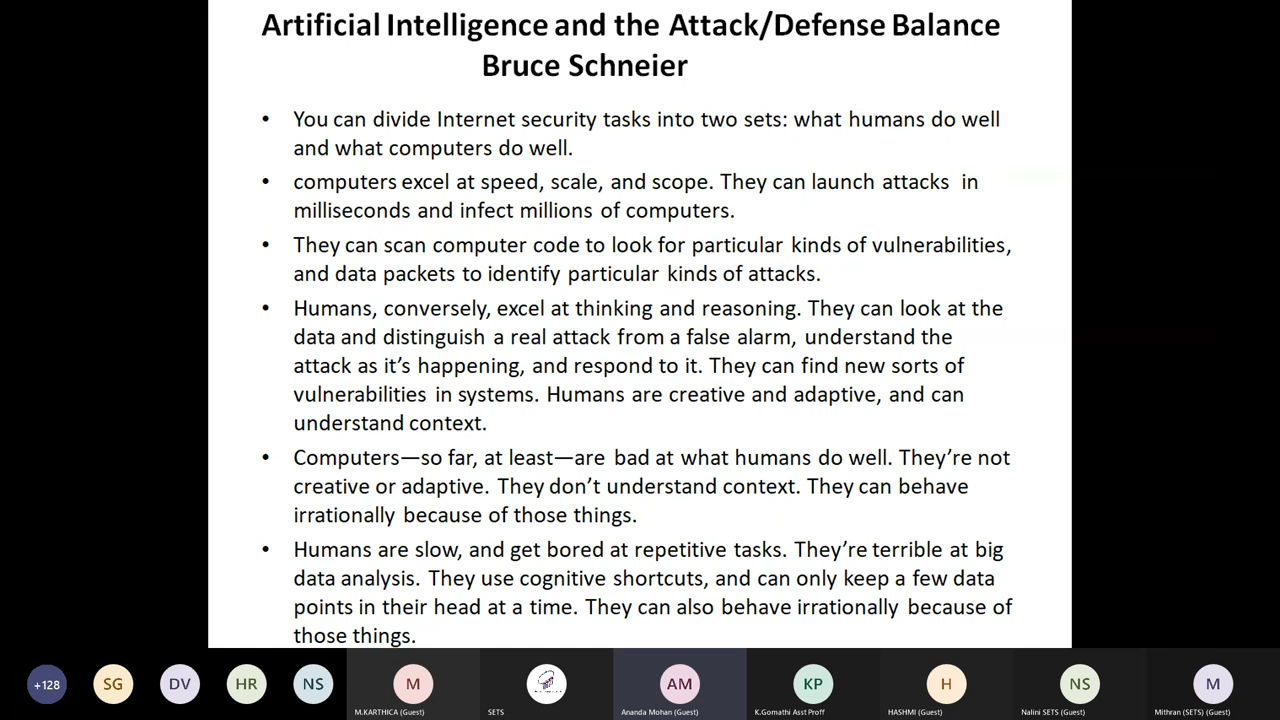 Artificial Intelligence and the Attack/Defense Balance
Bruce Schneier
• You can divide Internet security tasks into two sets: what humans do well
and what computers do well.
• computers excel at speed, scale, and scope. They can launch attacks in
milliseconds and infect millions of computers.
• They can scan computer code to look for particular kinds of vulnerabilities,
and data packets to identify particular kinds of attacks.
• Humans, conversely, excel at thinking and reasoning. They can look at the
data and distinguish a real attack from a false alarm, understand the
attack as it’s happening, and respond to it. They can find new sorts of
vulnerabilities in systems. Humans are creative and adaptive, and can
understand context.
• Computers—so far, at least—are bad at what humans do well. They’re not
creative or adaptive. They don’t understand context. They can behave
irrationally because of those things.
• Humans are slow, and get bored at repetitive tasks. They’re terrible at big
data analysis. They use cognitive shortcuts, and can only keep a few data
points in their head at a time. They can also behave irrationally because of
those things.
+128 SG DV HR NS M AM KP H NS M
M.KARTHICA (Guest) SETS Ananda Mohan (Guest) K.Gomathi Asst Proff HASHMI (Guest) Nalini SETS (Guest) Mithran (SETS) (Guest)